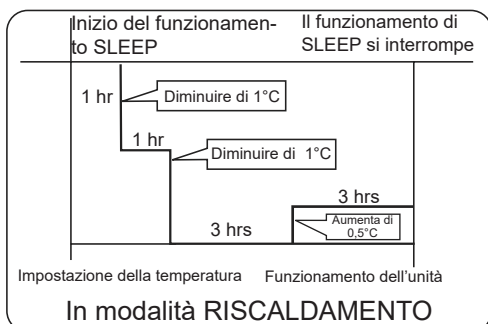 Inizio del funzionamen-
to SLEEP
Il funzionamento di
SLEEP si interrompe
1 hr
Diminuire di 1°C
1 hr
Diminuire di 1°C
3 hrs
3 hrs
Aumenta di
0,5°C
Impostazione della temperatura
Funzionamento dell'unità
In modalità RISCALDAMENTO